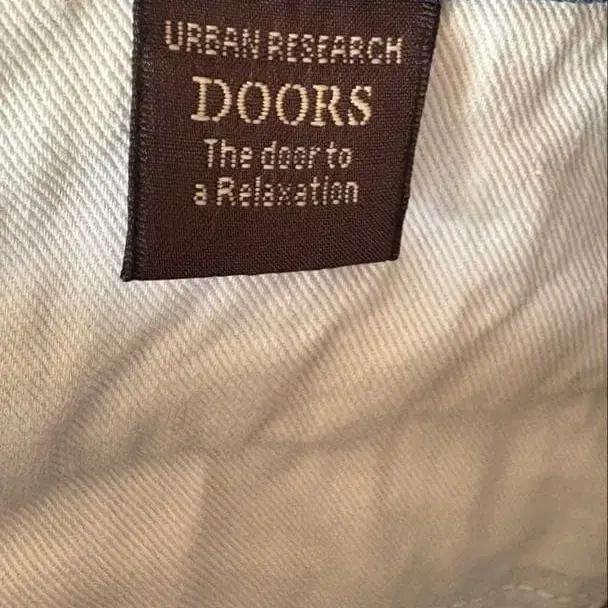 URBAN RESEARCH
DOORS
The door to
a Relaxation